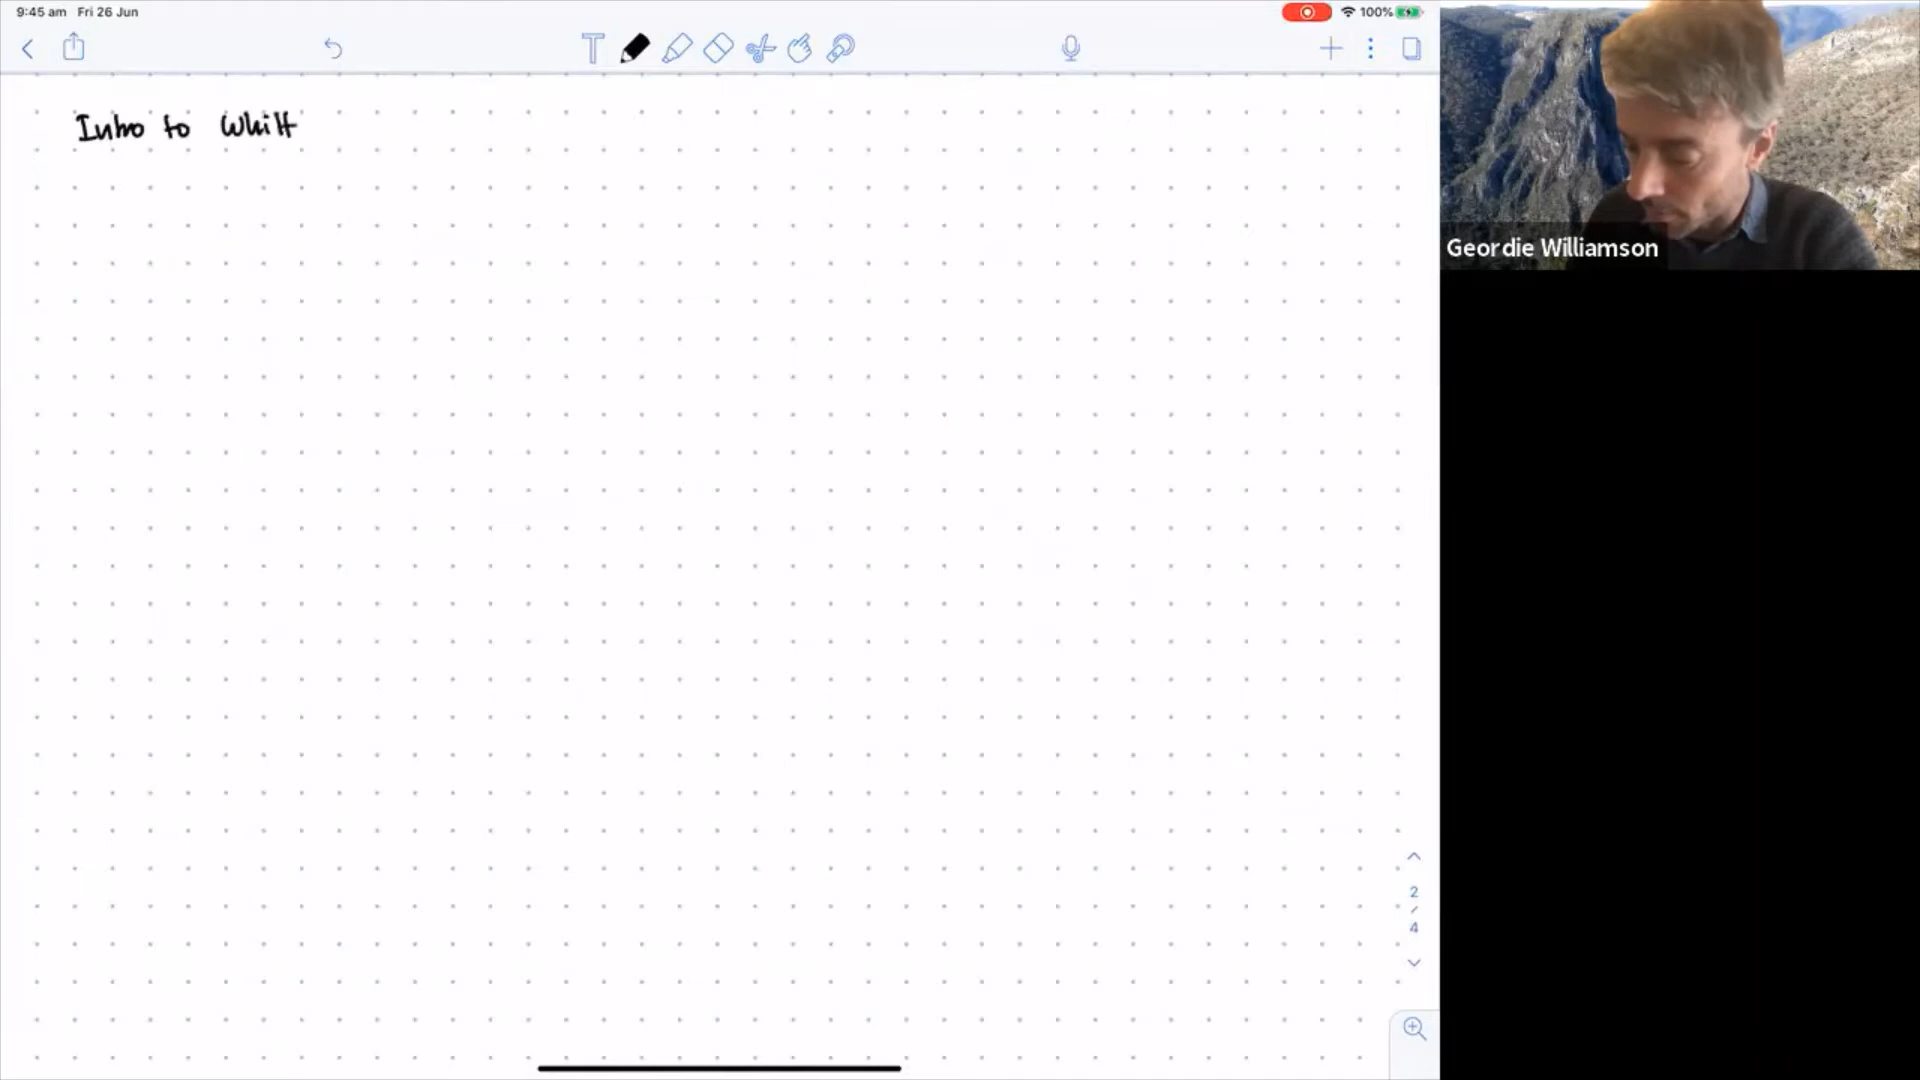 9:45 am Fri 26 Jun
100%
T
Intro to Whitt
Geordie Williamson
2
/
4